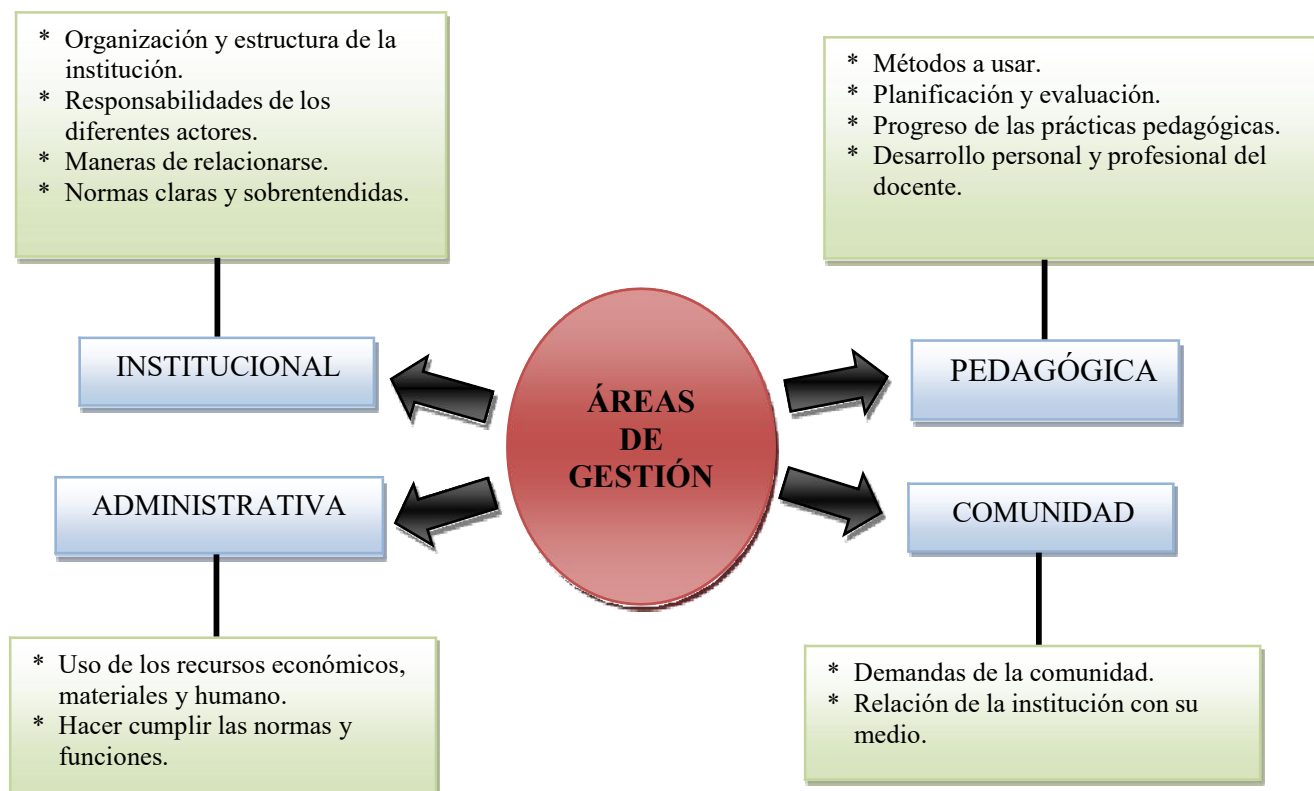 * Organización y estructura de la
institución.
* Responsabilidades de los
diferentes actores.
* Maneras de relacionarse.
* Normas claras y sobrentendidas.
* Métodos a usar.
* Planificación y evaluación.
* Progreso de las prácticas pedagógicas.
* Desarrollo personal y profesional del
docente.
INSTITUCIONAL
PEDAGÓGICA
ÁREAS
DE
GESTIÓN
ADMINISTRATIVA
COMUNIDAD
* Uso de los recursos económicos,
materiales y humano.
* Hacer cumplir las normas y
funciones.
* Demandas de la comunidad.
* Relación de la institución con su
medio.